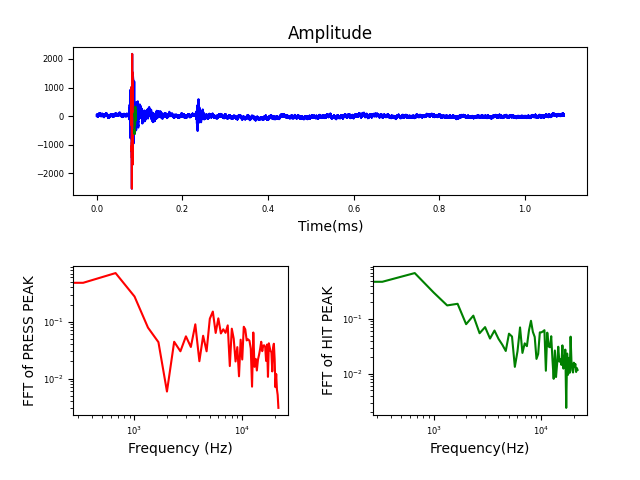 Amplitude
2000
1000
0
−1000
−2000
0.0 0.2 0.4 0.6 0.8 1.0
Time(ms)
FFT of PRESS PEAK
10⁻¹
10⁻²
10³ 10⁴
Frequency (Hz)
FFT of HIT PEAK
10⁻¹
10⁻²
10³ 10⁴
Frequency(Hz)